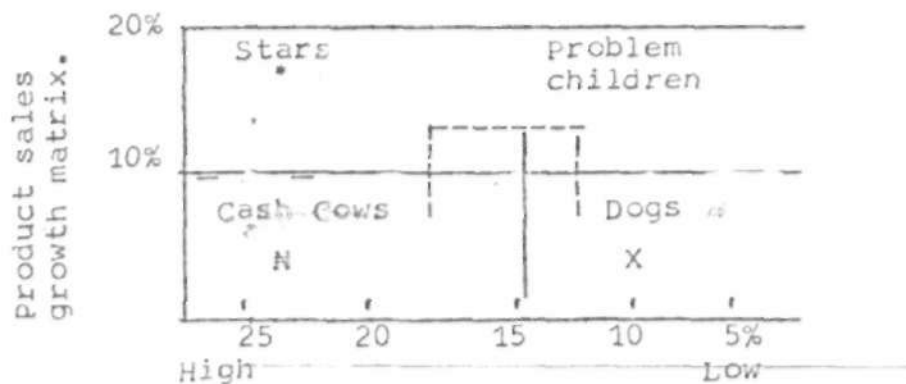 20%
Stars
Problem
children
Product sales
growth matrix.
10%
Cash Cows
Dogs
N
X
25 20 15 10 5%
High Low